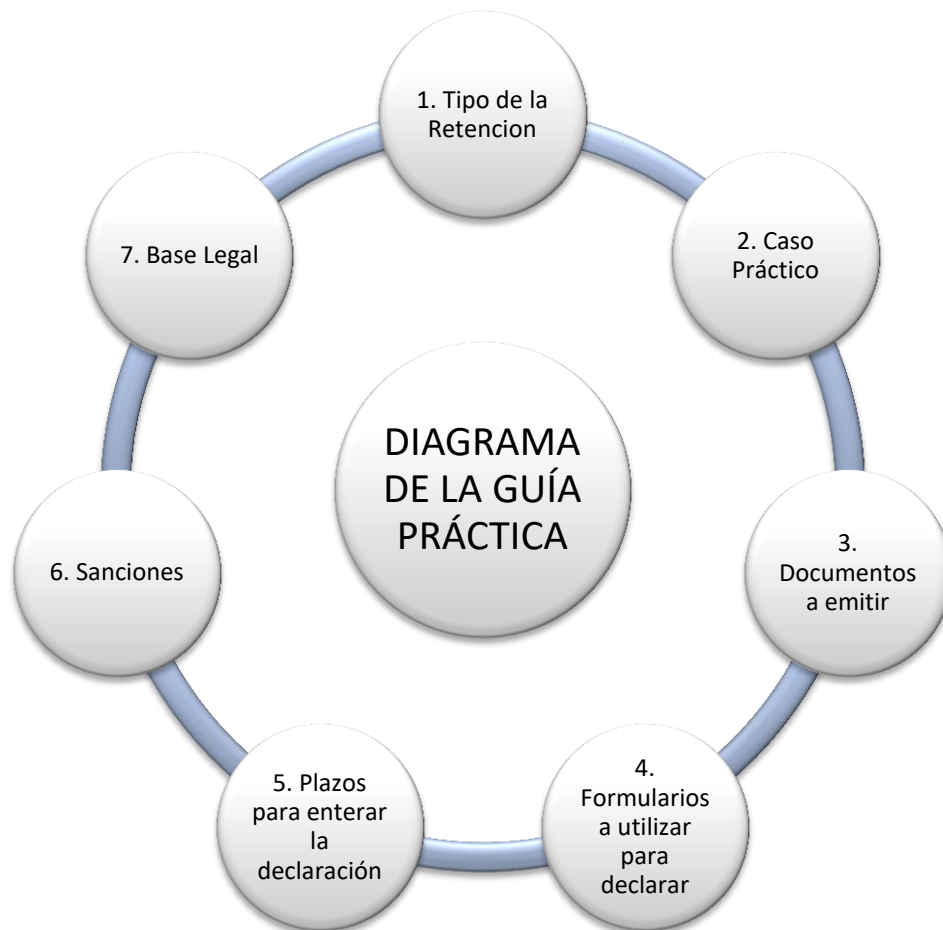 1. Tipo de la
Retencion
2. Caso
Práctico
3.
Documentos
a emitir
4.
Formularios
a utilizar
para
declarar
5. Plazos
para enterar
la
declaración
6. Sanciones
7. Base Legal
DIAGRAMA
DE LA GUÍA
PRÁCTICA